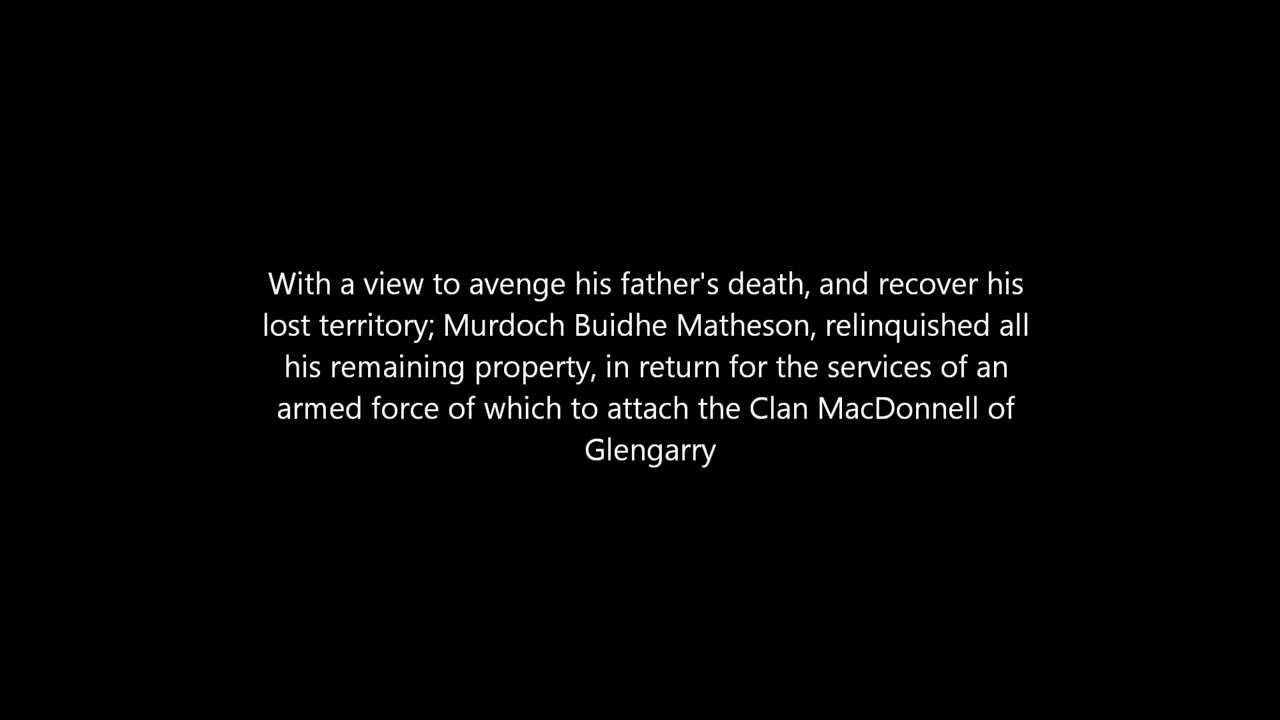 With a view to avenge his father's death, and recover his
lost territory; Murdoch Buidhe Matheson, relinquished all
his remaining property, in return for the services of an
armed force of which to attach the Clan MacDonnell of
Glengarry